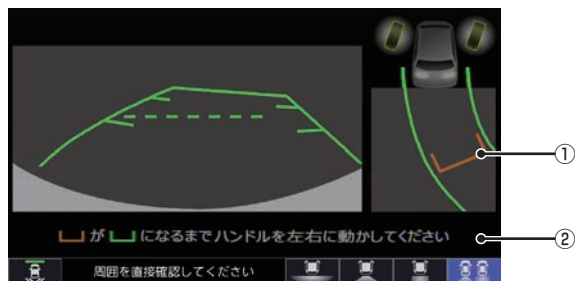 ①
が になるまでハンドルを左右に動かしてください
②
周囲を直接確認してください